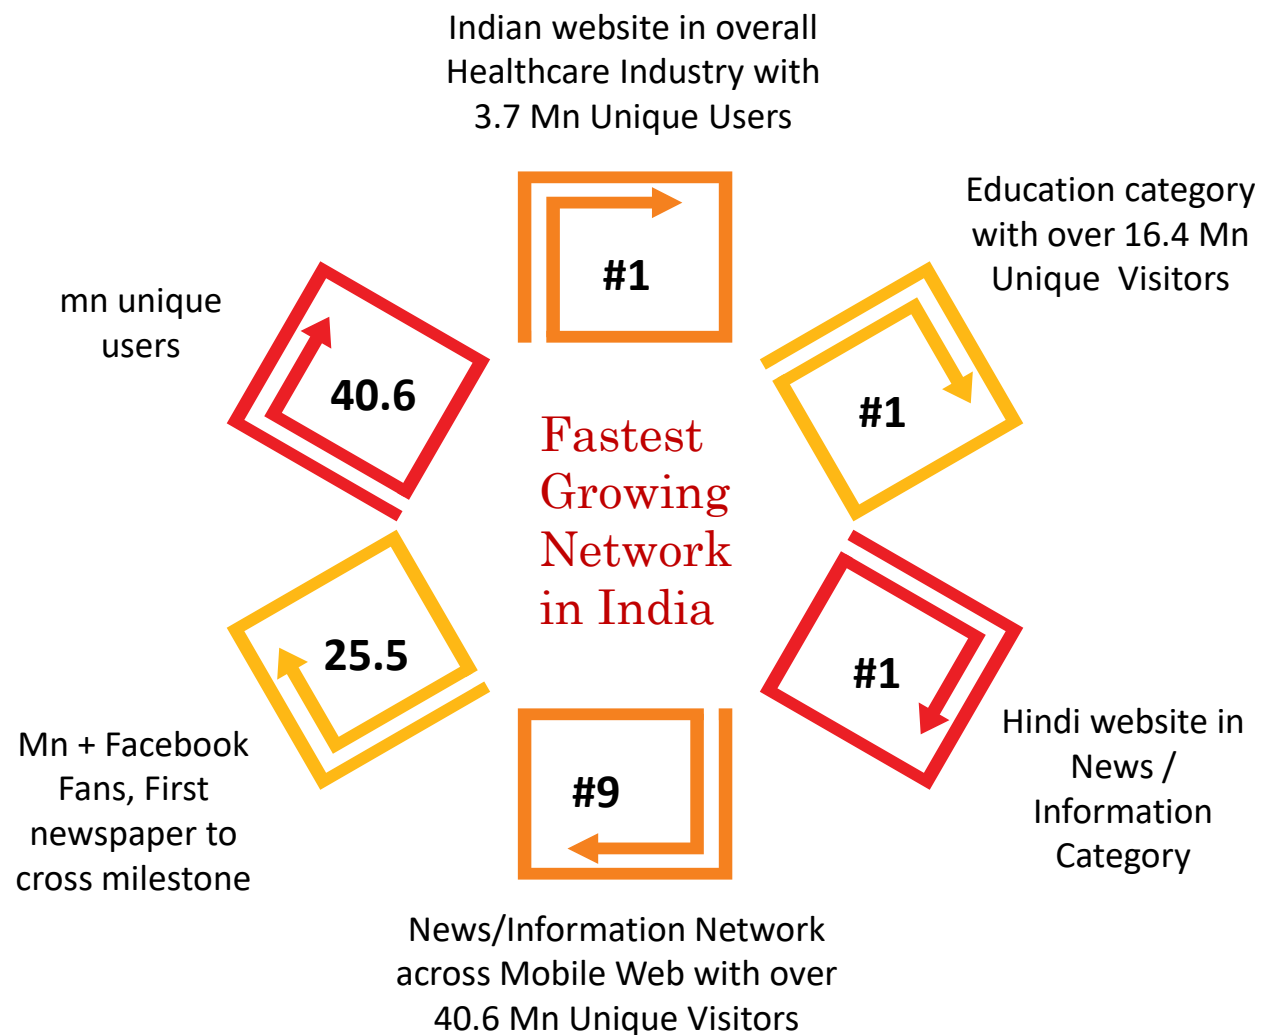 Indian website in overall
Healthcare Industry with
3.7 Mn Unique Users
#1
Education category
with over 16.4 Mn
Unique  Visitors
#1
Hindi website in
News /
Information
Category
#1
News/Information Network
across Mobile Web with over
40.6 Mn Unique Visitors
#9
Mn + Facebook
Fans, First
newspaper to
cross milestone
25.5
mn unique
users
40.6
Fastest
Growing
Network
in India